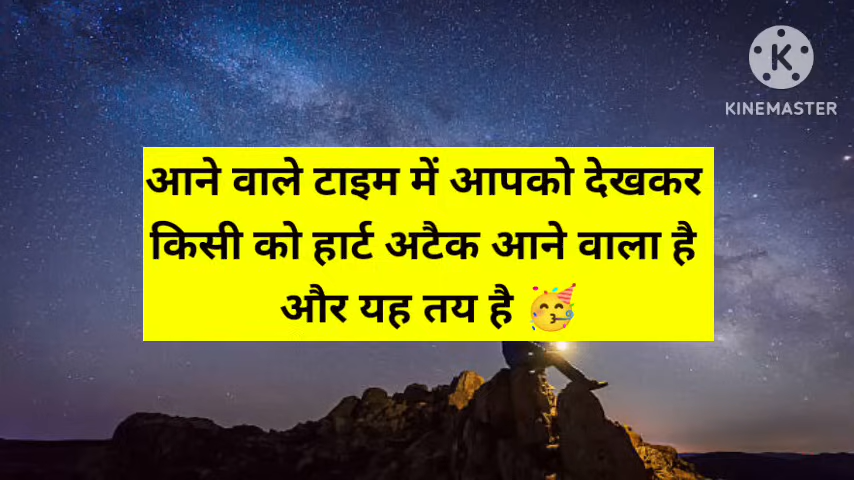 KINEMASTER
आने वाले टाइम में आपको देखकर
किसी को हार्ट अटैक आने वाला है
और यह तय है 🥳